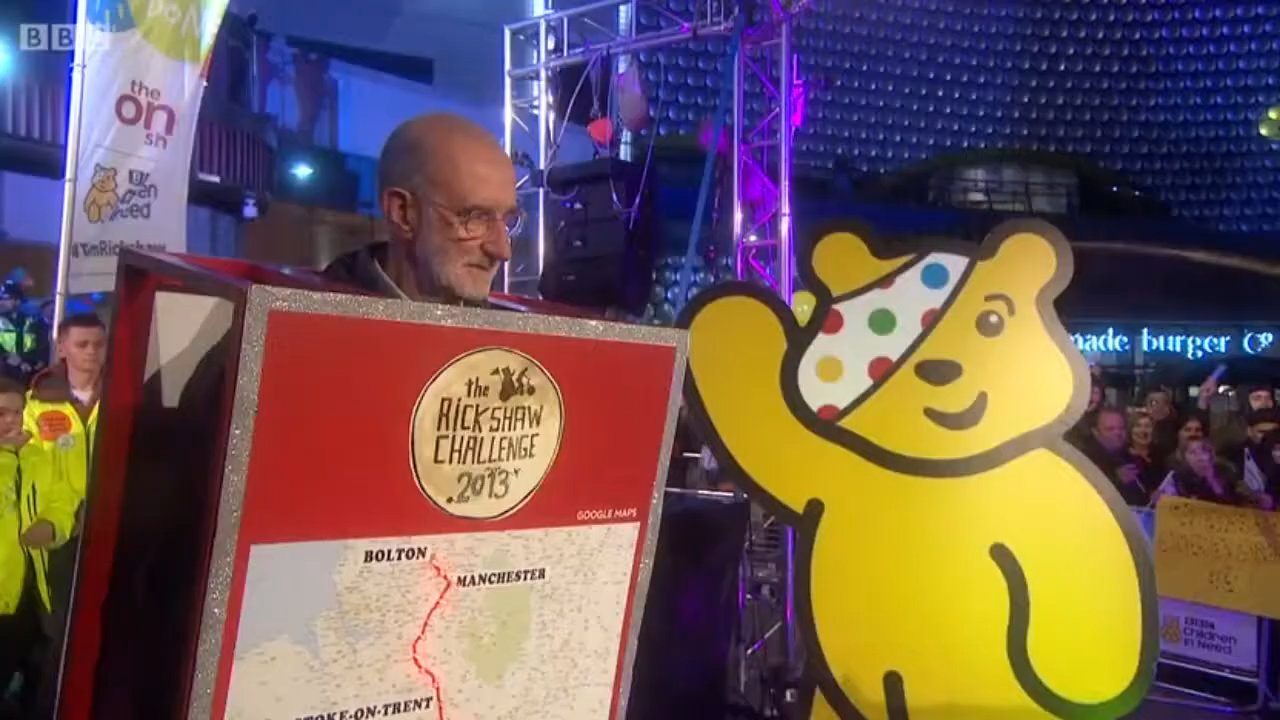 BBC
the
on
sh
the
RICKSHAW
CHALLENGE
2013
GOOGLE MAPS
BOLTON
MANCHESTER
TOKE-ON-TRENT
made burger Co
BBC
Children
in Need